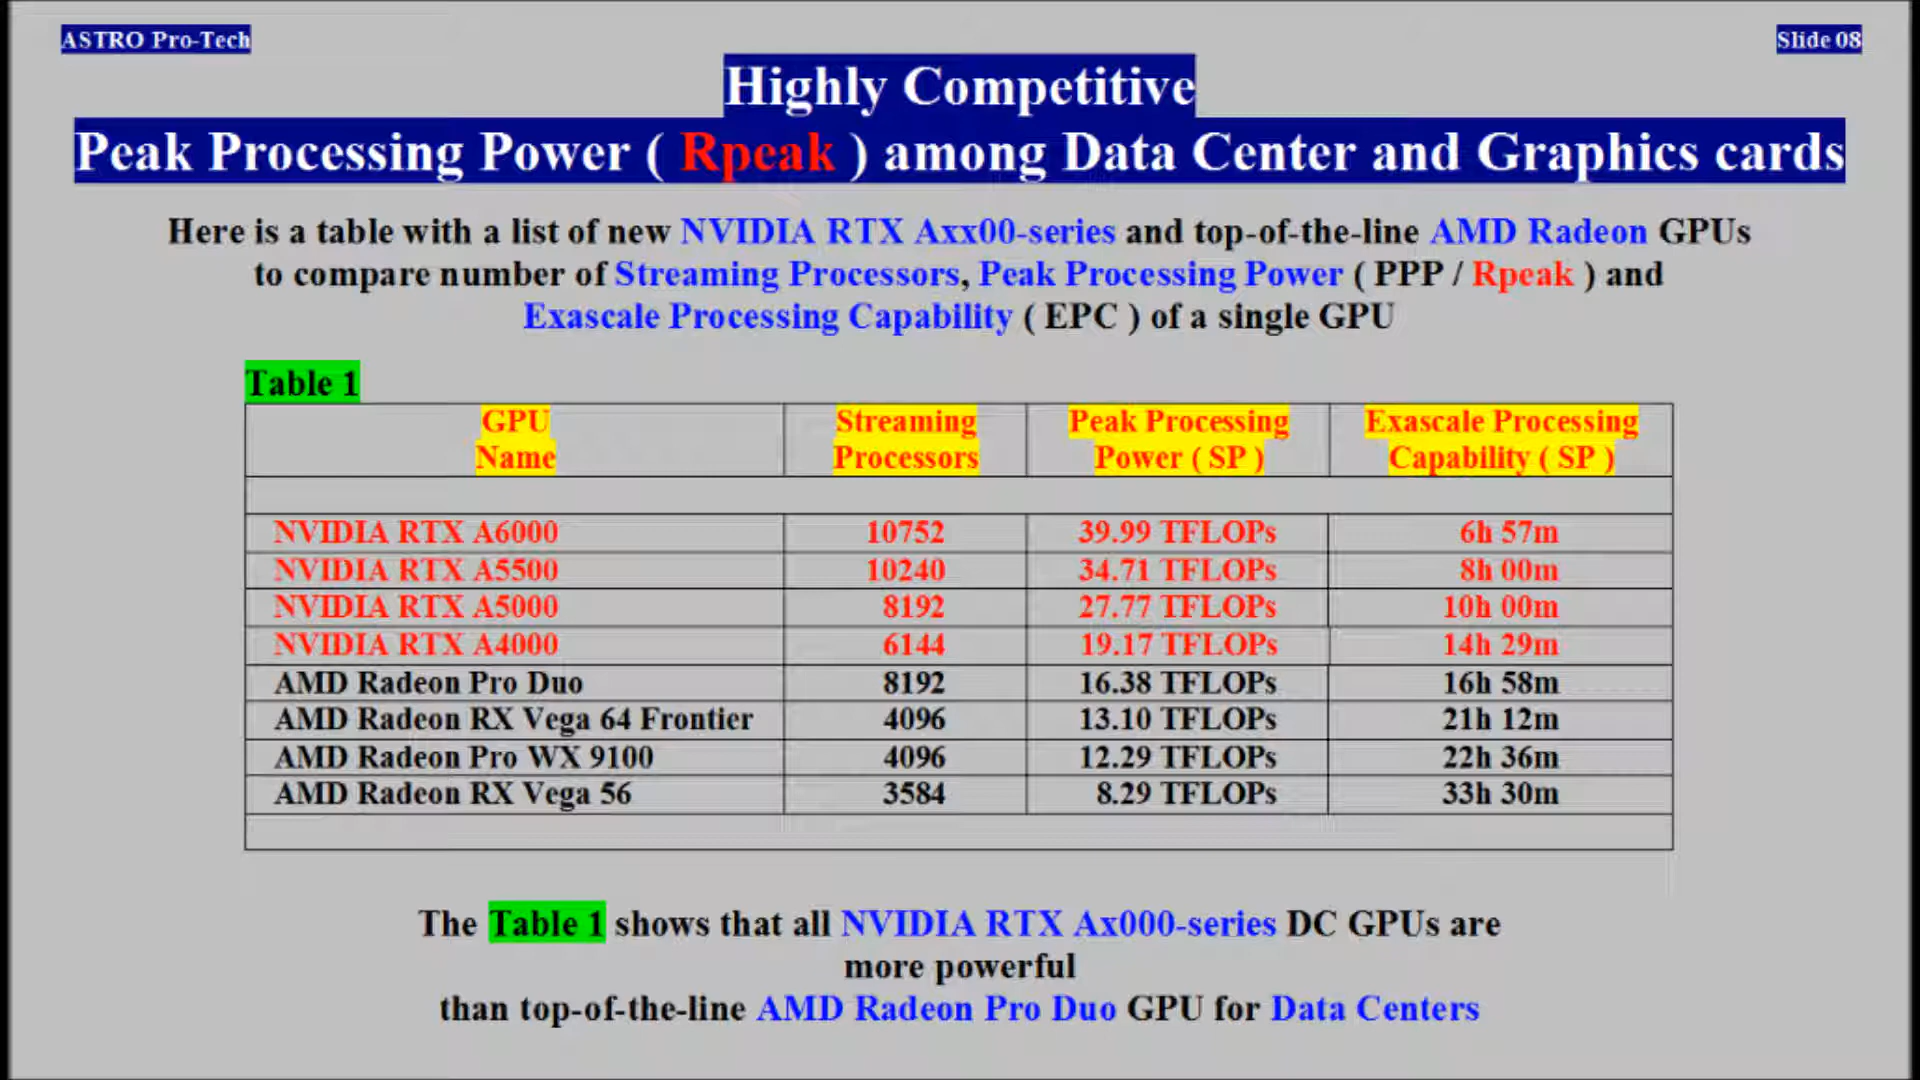 ASTRO Pro-Tech
Slide 08
Highly Competitive
Peak Processing Power ( Rpeak ) among Data Center and Graphics cards
Here is a table with a list of new NVIDIA RTX Axx00-series and top-of-the-line AMD Radeon GPUs
to compare number of Streaming Processors, Peak Processing Power ( PPP / Rpeak ) and
Exascale Processing Capability ( EPC ) of a single GPU
Table 1
GPU Name Streaming Processors Peak Processing Power ( SP ) Exascale Processing Capability ( SP )
NVIDIA RTX A6000 10752 39.99 TFLOPs 6h 57m
NVIDIA RTX A5500 10240 34.71 TFLOPs 8h 00m
NVIDIA RTX A5000 8192 27.77 TFLOPs 10h 00m
NVIDIA RTX A4000 6144 19.17 TFLOPs 14h 29m
AMD Radeon Pro Duo 8192 16.38 TFLOPs 16h 58m
AMD Radeon RX Vega 64 Frontier 4096 13.10 TFLOPs 21h 12m
AMD Radeon Pro WX 9100 4096 12.29 TFLOPs 22h 36m
AMD Radeon RX Vega 56 3584 8.29 TFLOPs 33h 30m
The Table 1 shows that all NVIDIA RTX Ax000-series DC GPUs are
more powerful
than top-of-the-line AMD Radeon Pro Duo GPU for Data Centers